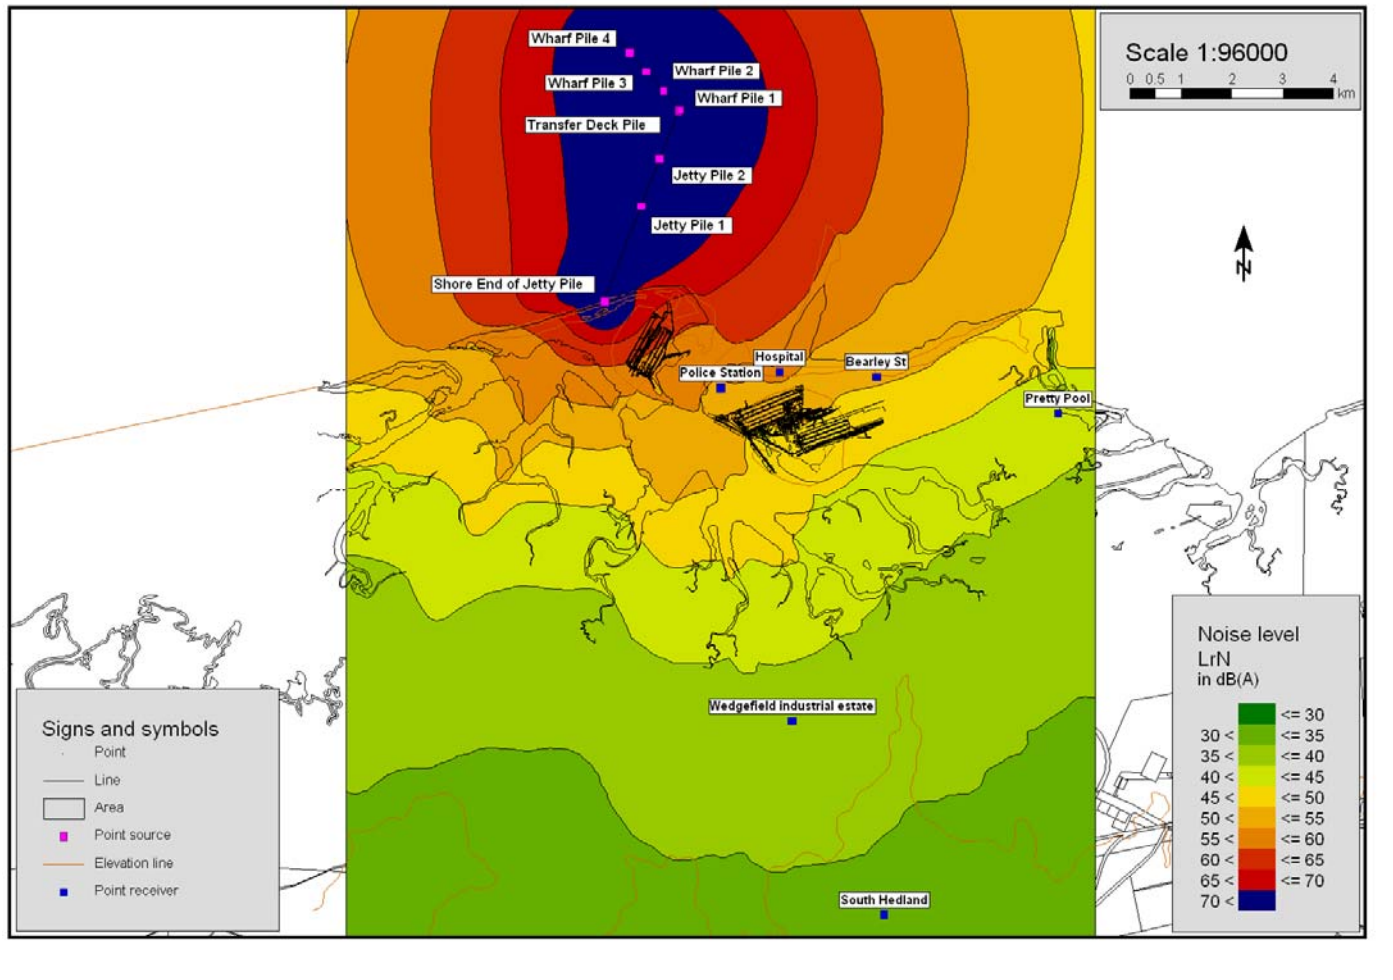 Wharf Pile 4
Wharf Pile 2
Wharf Pile 3
Wharf Pile 1
Transfer Deck Pile
Jetty Pile 2
Jetty Pile 1
Shore End of Jetty Pile
Hospital
Bearley St
Police Station
Pretty Pool
Wedgefield industrial estate
South Hedland
Scale 1:96000
0 0.5 1 2 3 4
km
N
Signs and symbols
Point
Line
Area
Point source
Elevation line
Point receiver
Noise level
LrN
in dB(A)
<= 30
30 < <= 35
35 < <= 40
40 < <= 45
45 < <= 50
50 < <= 55
55 < <= 60
60 < <= 65
65 < <= 70
70 <